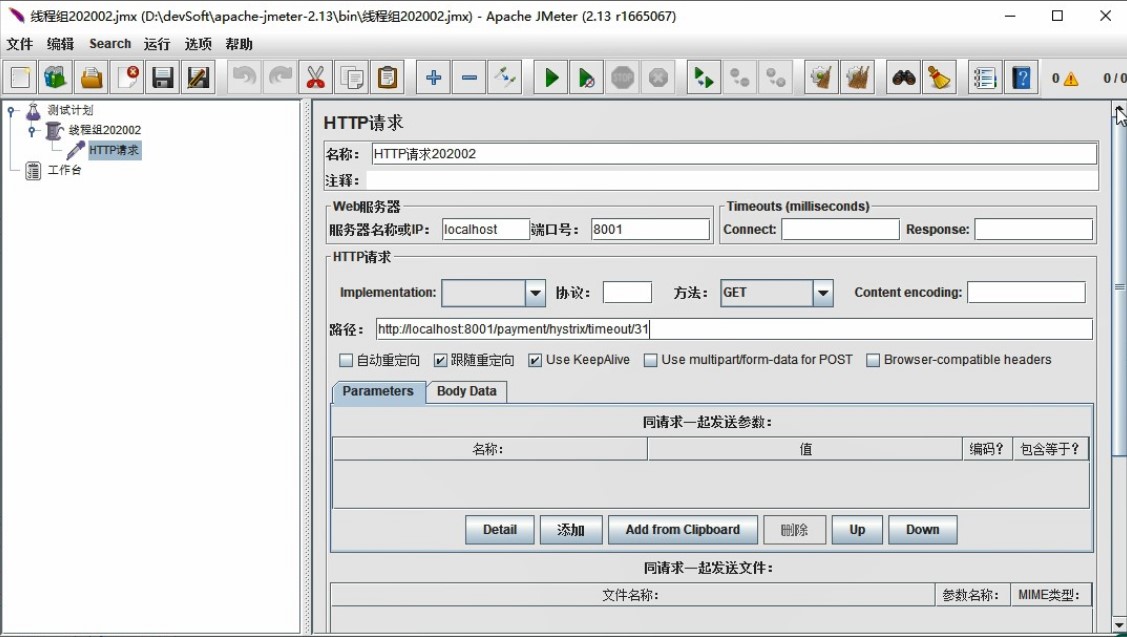 线程组202002.jmx (D:\devSoft\apache-jmeter-2.13\bin\线程组202002.jmx) - Apache JMeter (2.13 r1665067)
文件 编辑 Search 运行 选项 帮助
STOP
0 0 / 0
测试计划
线程组202002
HTTP请求
工作台
HTTP请求
名称： HTTP请求202002
注释：
Web服务器
服务器名称或IP： localhost 端口号： 8001
Timeouts (milliseconds)
Connect: Response:
HTTP请求
Implementation: 协议： 方法： GET Content encoding:
路径： http://localhost:8001/payment/hystrix/timeout/31
自动重定向 跟随重定向 Use KeepAlive Use multipart/form-data for POST Browser-compatible headers
Parameters Body Data
同请求一起发送参数：
名称： 值 编码？ 包含等于？
Detail 添加 Add from Clipboard 删除 Up Down
同请求一起发送文件：
文件名称： 参数名称： MIME类型：